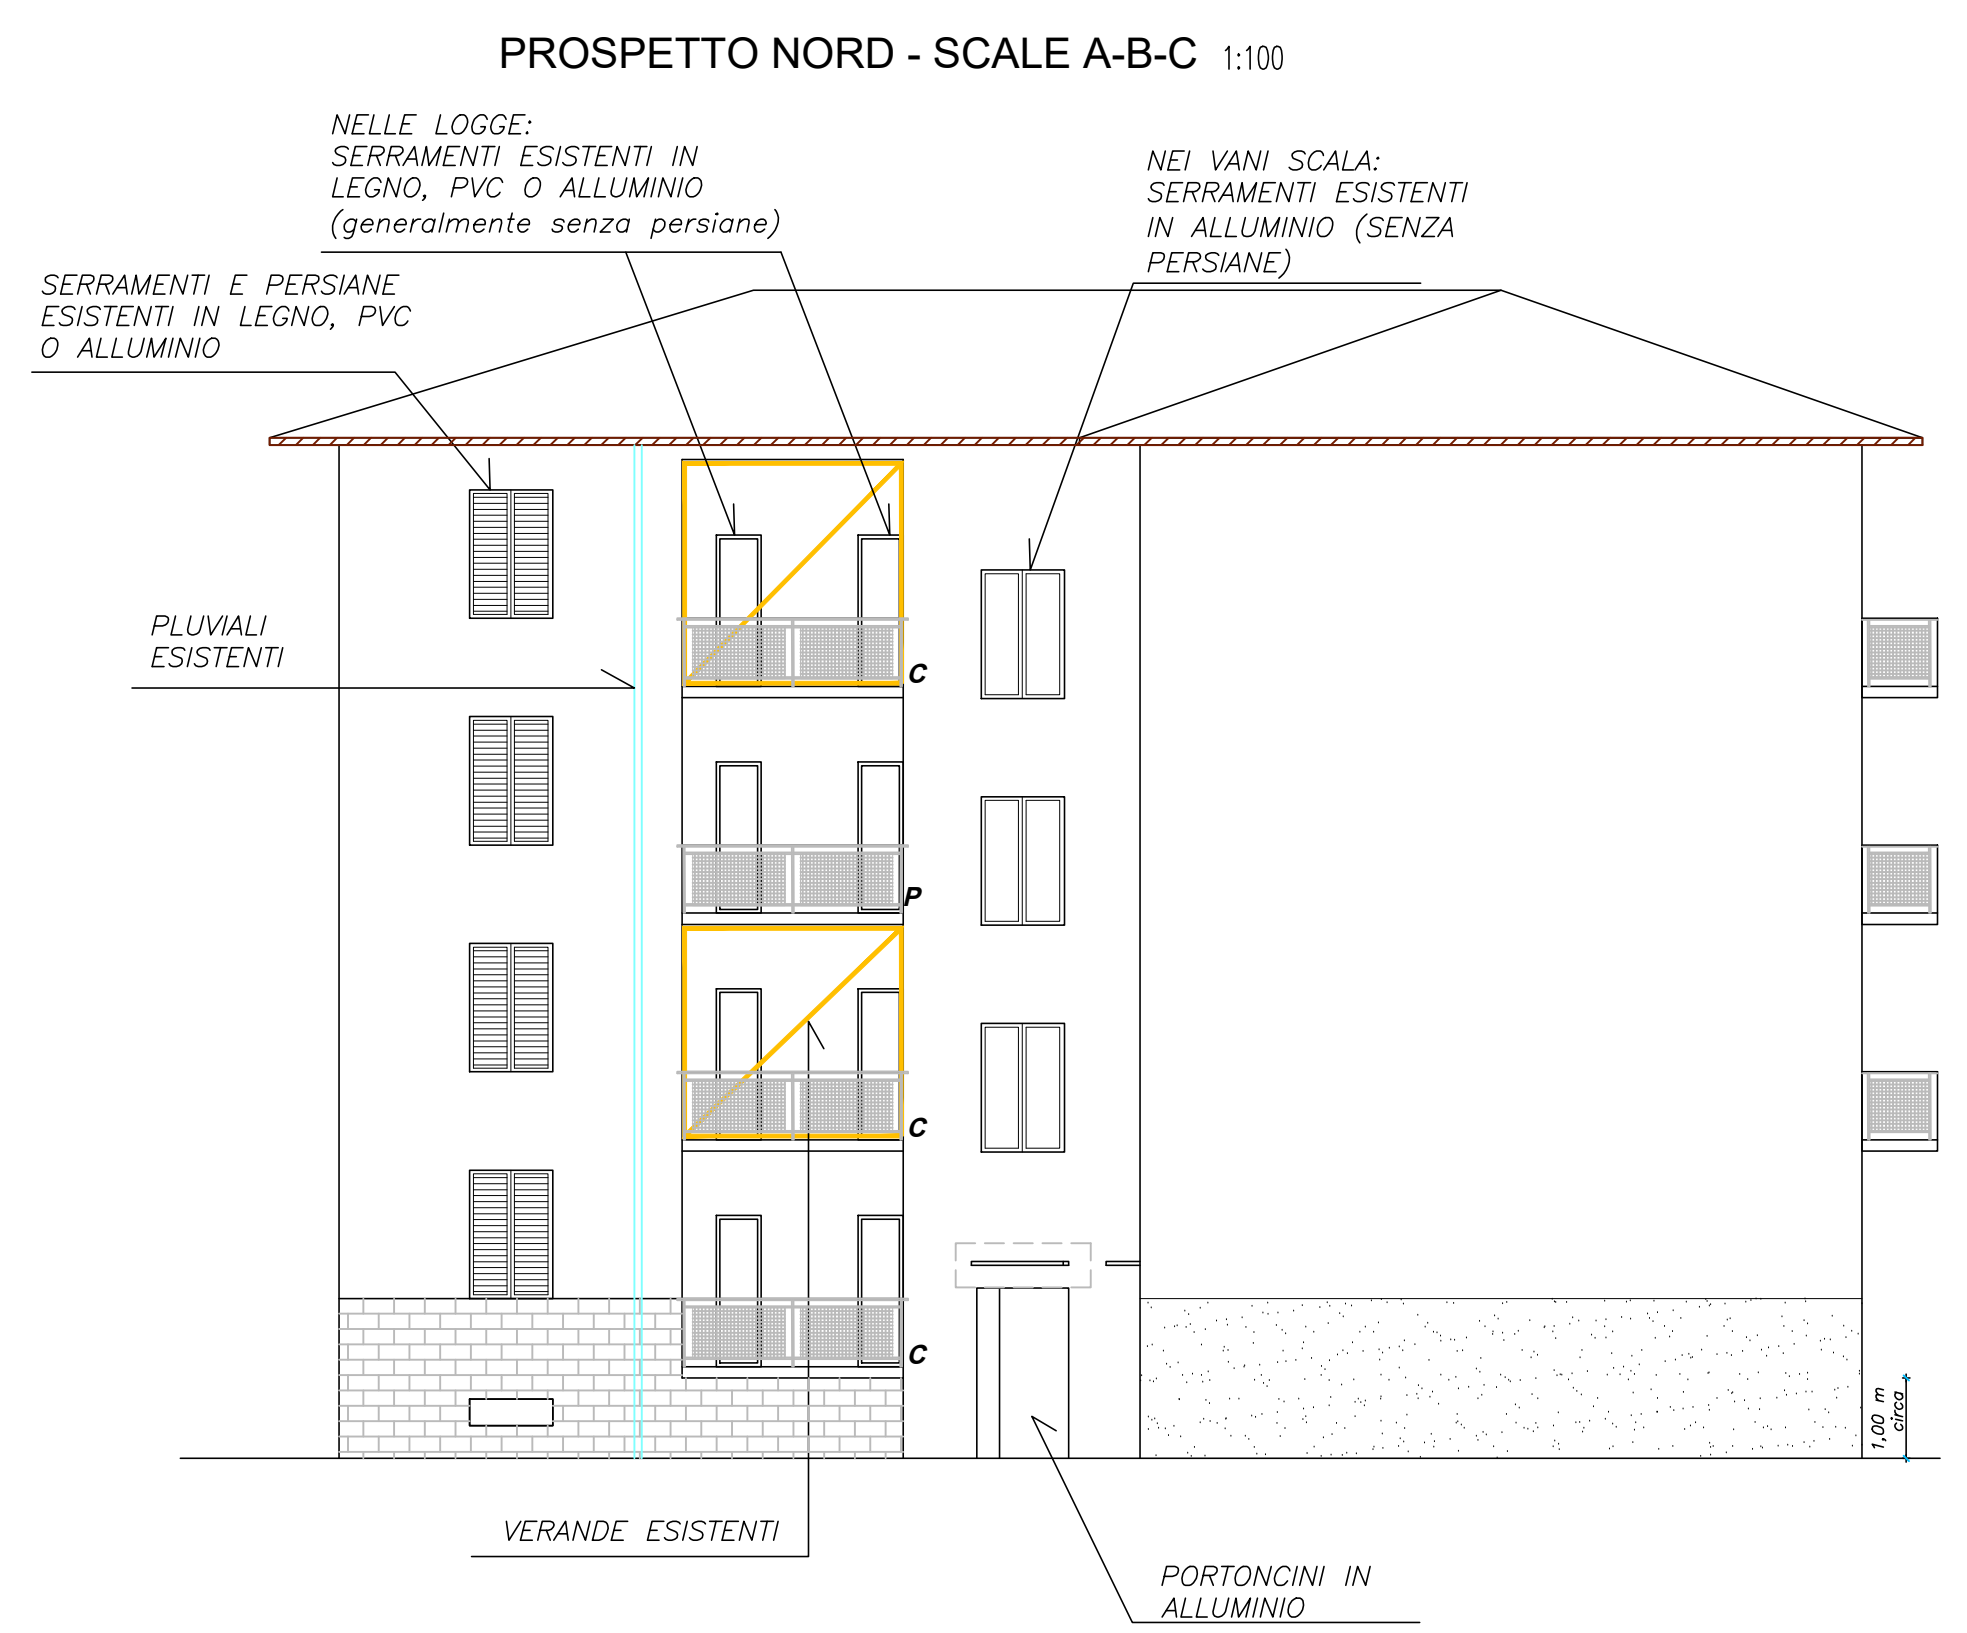 PROSPETTO NORD - SCALE A-B-C 1:100
NELLE LOGGE:
SERRAMENTI ESISTENTI IN
LEGNO, PVC O ALLUMINIO
(generalmente senza persiane)
NEI VANI SCALA:
SERRAMENTI ESISTENTI
IN ALLUMINIO (SENZA
PERSIANE)
SERRAMENTI E PERSIANE
ESISTENTI IN LEGNO, PVC
O ALLUMINIO
PLUVIALI
ESISTENTI
C
P
C
C
1,00 m
circa
VERANDE ESISTENTI
PORTONCINI IN
ALLUMINIO